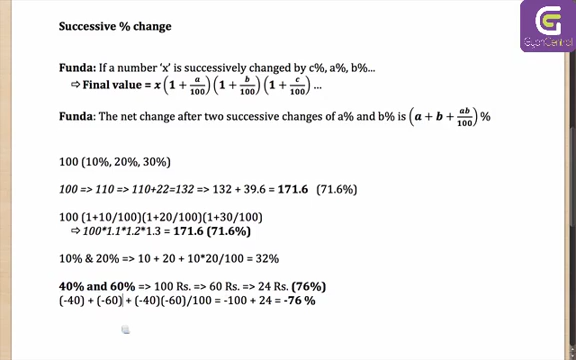 Successive % change
GyanCentral
Funda: If a number ‘x’ is successively changed by c%, a%, b%...
⇨ Final value = x (1 + a/100) (1 + b/100) (1 + c/100) ...
Funda: The net change after two successive changes of a% and b% is (a + b + ab/100) %
100 (10%, 20%, 30%)
100 => 110 => 110+22=132 => 132 + 39.6 = 171.6 (71.6%)
100 (1+10/100)(1+20/100)(1+30/100)
⇨ 100*1.1*1.2*1.3 = 171.6 (71.6%)
10% & 20% => 10 + 20 + 10*20/100 = 32%
40% and 60% => 100 Rs. => 60 Rs. => 24 Rs. (76%)
(-40) + (-60) + (-40)(-60)/100 = -100 + 24 = -76 %